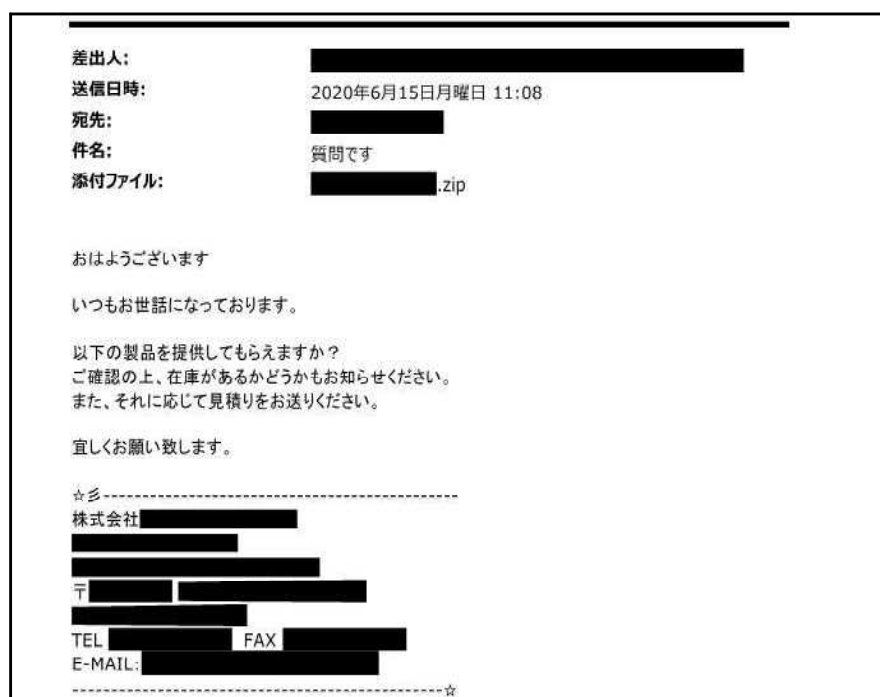 差出人:
送信日時: 2020年6月15日月曜日 11:08
宛先:
件名: 質問です
添付ファイル: .zip
おはようございます
いつもお世話になっております。
以下の製品を提供してもらえますか？
ご確認の上、在庫があるかどうかもお知らせください。
また、それに応じて見積りをお送りください。
宜しくお願い致します。
☆彡----------------------------------------------
株式会社
〒
TEL FAX
E-MAIL:
------------------------------------------------☆